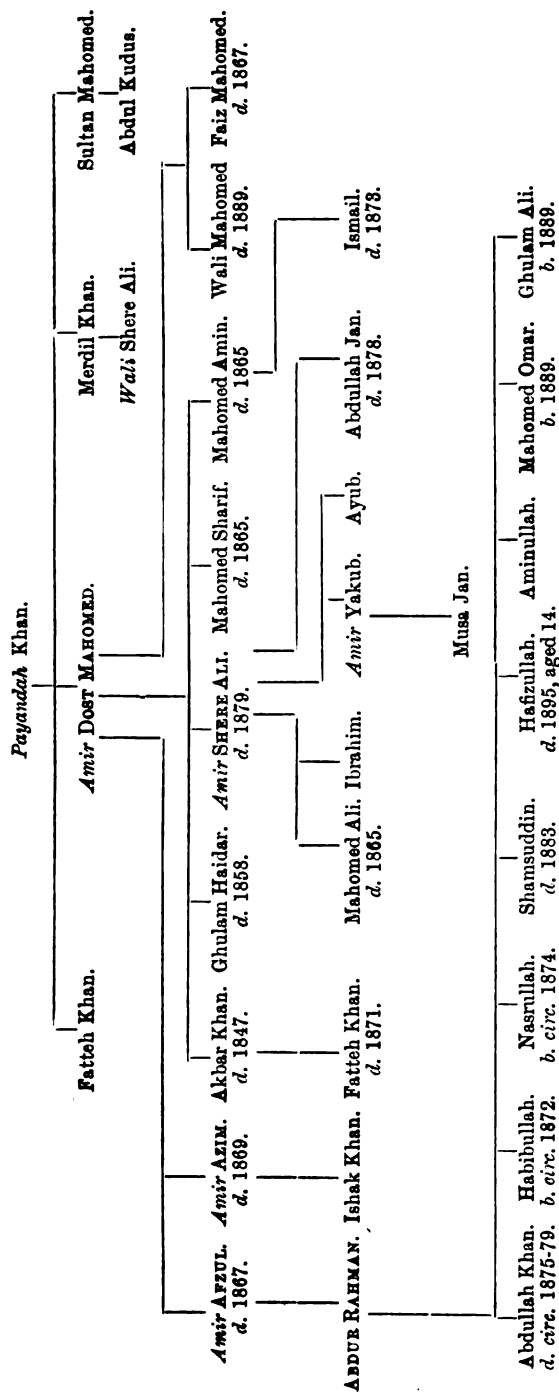 Payandah Khan.
Fatteh Khan. Amir DOST MAHOMED. Merdil Khan. Sultan Mahomed.
Wali Shere Ali. Abdul Kudus.
Amir AFZUL. Amir AZIM. Akbar Khan. Ghulam Haidar. Amir SHERE ALI. Mahomed Sharif. Mahomed Amin. Wali Mahomed Faiz Mahomed.
d. 1867. d. 1869. d. 1847. d. 1858. d. 1879. d. 1865. d. 1865 d. 1889. d. 1867.
ABDUR RAHMAN. Ishak Khan. Fatteh Khan. Mahomed Ali. Ibrahim. Amir Yakub. Ayub. Abdullah Jan. Ismail.
d. 1871. d. 1865. d. 1878. d. 1878.
Musa Jan.
Abdullah Khan. Habibullah. Nasrullah. Shamsuddin. Hafizullah. Aminullah. Mahomed Omar. Ghulam Ali.
d. circ. 1875-79. b. circ. 1872. b. circ. 1874. d. 1883. d. 1895, aged 14. b. 1889. b. 1889.